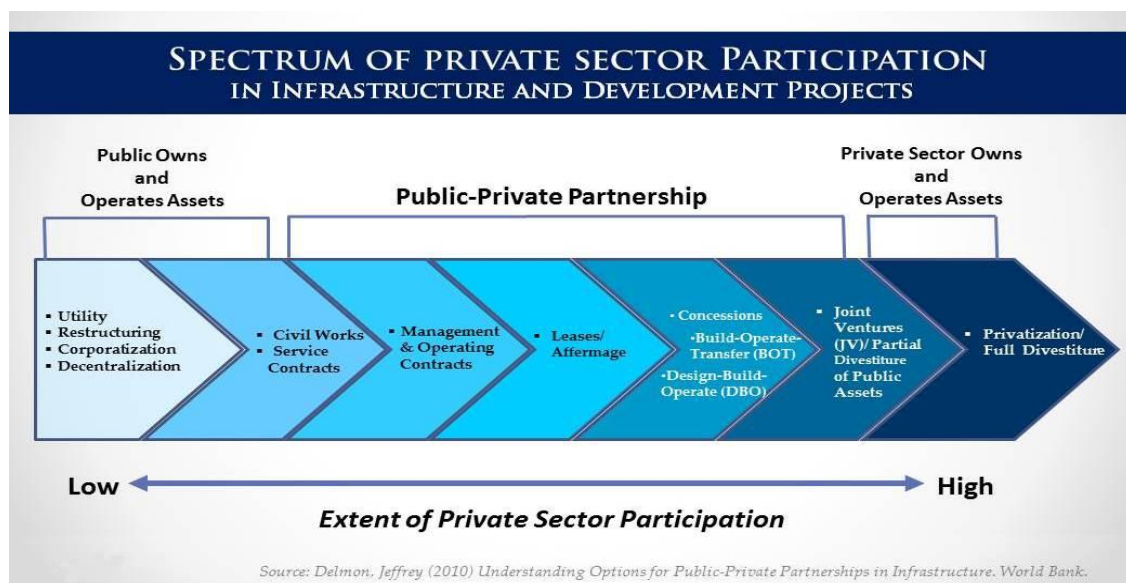 SPECTRUM OF PRIVATE SECTOR PARTICIPATION
IN INFRASTRUCTURE AND DEVELOPMENT PROJECTS
Public Owns
and
Operates Assets
Public-Private Partnership
Private Sector Owns
and
Operates Assets
▪ Utility
▪ Restructuring
▪ Corporatization
▪ Decentralization
▪ Civil Works
▪ Service
Contracts
▪ Management
& Operating
Contracts
▪ Leases/
Affermage
• Concessions
•Build-Operate-
Transfer (BOT)
•Design-Build-
Operate (DBO)
▪ Joint
Ventures
(JV)/ Partial
Divestiture
of Public
Assets
▪ Privatization/
Full Divestiture
Low
High
Extent of Private Sector Participation
Source: Delmon, Jeffrey (2010) Understanding Options for Public-Private Partnerships in Infrastructure. World Bank.